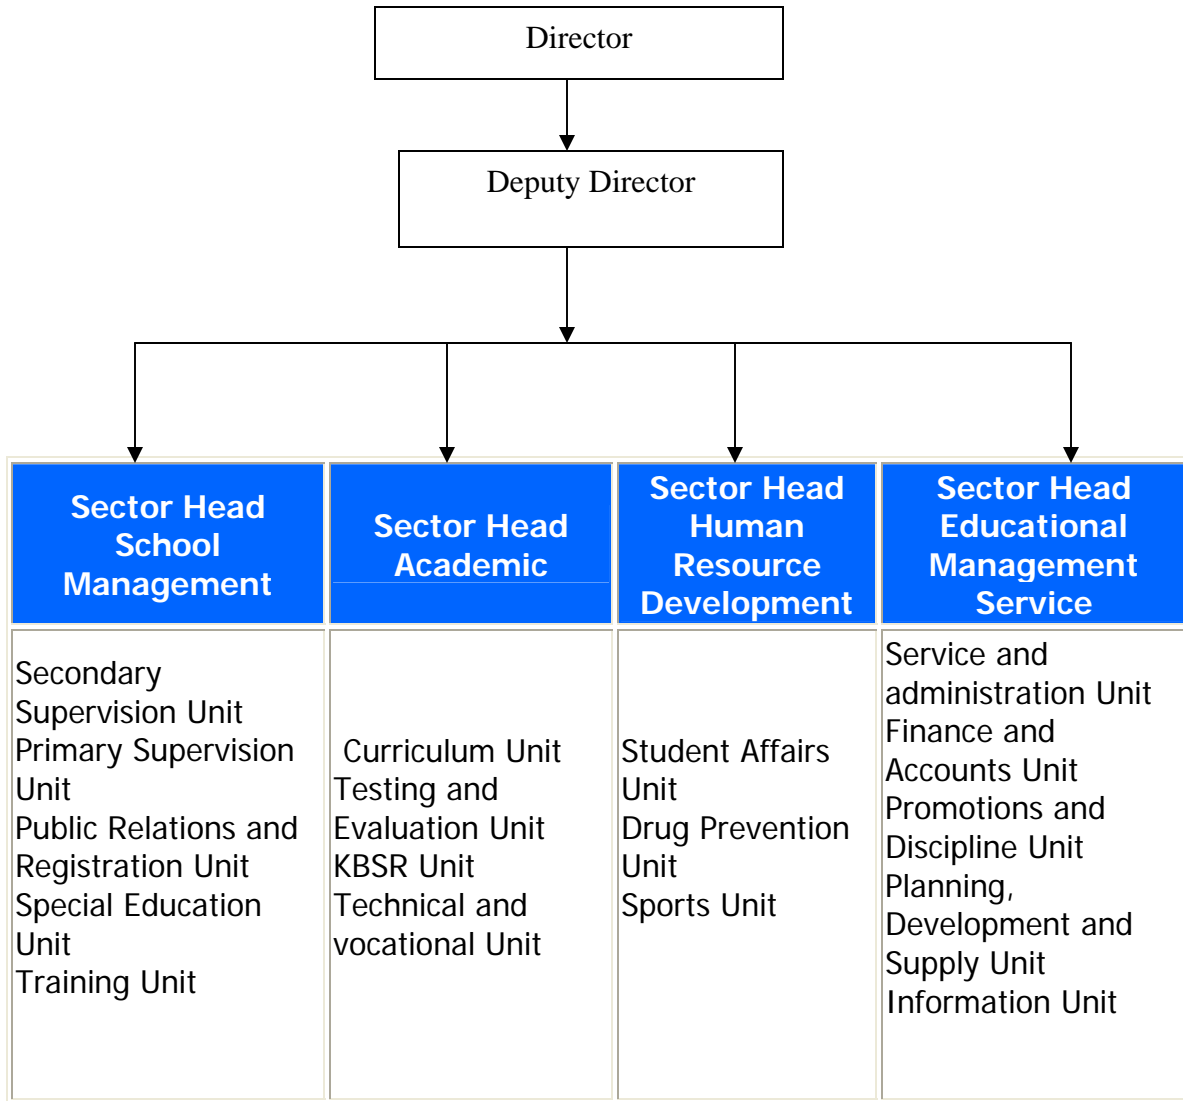 Director
Deputy Director
Sector Head
School
Management
Sector Head
Academic
Sector Head
Human
Resource
Development
Sector Head
Educational
Management
Service
Secondary
Supervision Unit
Primary Supervision
Unit
Public Relations and
Registration Unit
Special Education
Unit
Training Unit
Curriculum Unit
Testing and
Evaluation Unit
KBSR Unit
Technical and
vocational Unit
Student Affairs
Unit
Drug Prevention
Unit
Sports Unit
Service and
administration Unit
Finance and
Accounts Unit
Promotions and
Discipline Unit
Planning,
Development and
Supply Unit
Information Unit